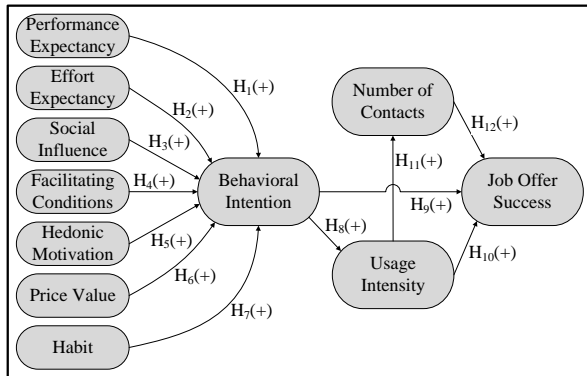 Performance
Expectancy
H1(+)
Effort
Expectancy
H2(+)
Social
Influence
H3(+)
Facilitating
Conditions
H4(+)
Hedonic
Motivation
H5(+)
Price Value
H6(+)
Habit
H7(+)
Behavioral
Intention
H8(+)
H9(+)
Number of
Contacts
H11(+)
H12(+)
Usage
Intensity
H10(+)
Job Offer
Success